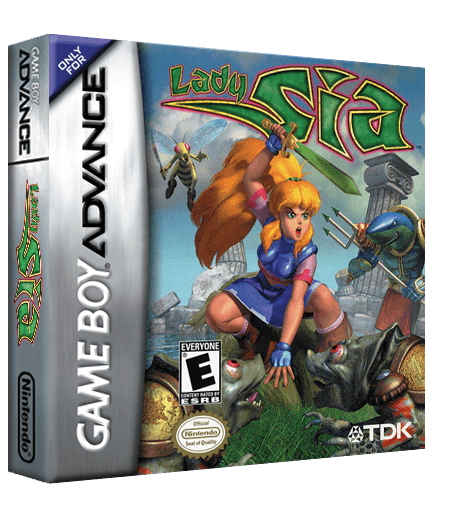 GAME BOY
ADVANCE
Lady
Sia
Nintendo
GAME BOY ADVANCE
ONLY
FOR
Lady
Sia
™
EVERYONE
E
CONTENT RATED BY
ESRB
Official
Nintendo
Seal of Quality
TDK